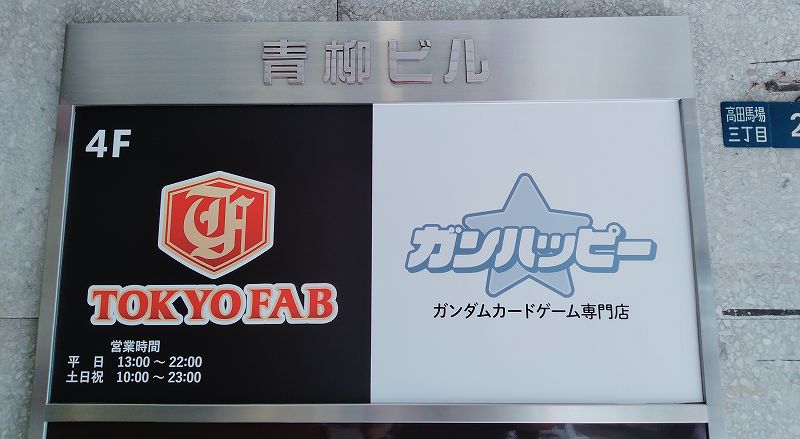 青柳ビル
4F
TF
TOKYO FAB
営業時間
平 日 13:00～22:00
土日祝 10:00～23:00
ガンハッピー
ガンダムカードゲーム専門店
高田馬場
三丁目
2